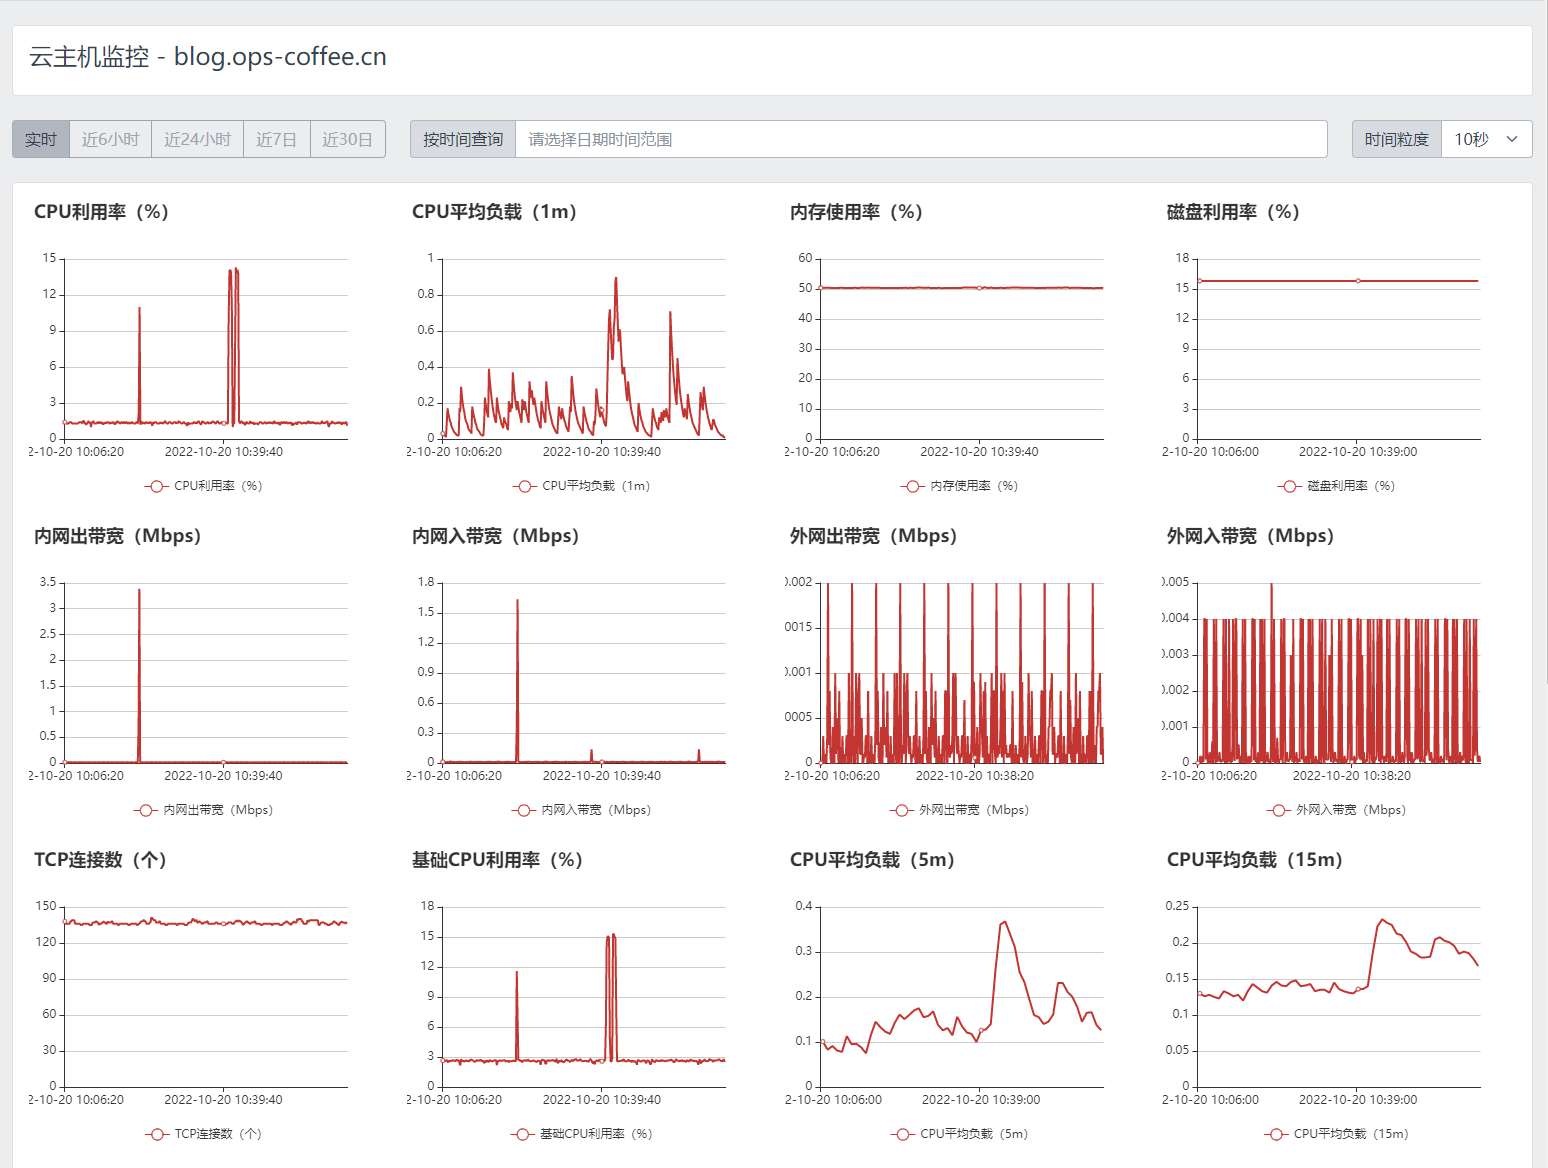 云主机监控 - blog.ops-coffee.cn
实时 近6小时 近24小时 近7日 近30日 按时间查询 请选择日期时间范围 时间粒度 10秒
CPU利用率（%）
15
12
9
6
3
0
2-10-20 10:06:20 2022-10-20 10:39:40
CPU利用率（%）
CPU平均负载（1m）
1
0.8
0.6
0.4
0.2
0
2-10-20 10:06:20 2022-10-20 10:39:40
CPU平均负载（1m）
内存使用率（%）
60
50
40
30
20
10
0
2-10-20 10:06:20 2022-10-20 10:39:40
内存使用率（%）
磁盘利用率（%）
18
15
12
9
6
3
0
2-10-20 10:06:00 2022-10-20 10:39:00
磁盘利用率（%）
内网出带宽（Mbps）
3.5
3
2.5
2
1.5
1
0.5
0
2-10-20 10:06:20 2022-10-20 10:39:40
内网出带宽（Mbps）
内网入带宽（Mbps）
1.8
1.5
1.2
0.9
0.6
0.3
0
2-10-20 10:06:20 2022-10-20 10:39:40
内网入带宽（Mbps）
外网出带宽（Mbps）
0.002
0015
0.001
0005
0
2-10-20 10:06:20 2022-10-20 10:38:20
外网出带宽（Mbps）
外网入带宽（Mbps）
0.005
0.004
0.003
0.002
0.001
0
2-10-20 10:06:20 2022-10-20 10:38:20
外网入带宽（Mbps）
TCP连接数（个）
150
120
90
60
30
0
2-10-20 10:06:20 2022-10-20 10:39:40
TCP连接数（个）
基础CPU利用率（%）
18
15
12
9
6
3
0
2-10-20 10:06:20 2022-10-20 10:39:40
基础CPU利用率（%）
CPU平均负载（5m）
0.4
0.3
0.2
0.1
0
2-10-20 10:06:00 2022-10-20 10:39:00
CPU平均负载（5m）
CPU平均负载（15m）
0.25
0.2
0.15
0.1
0.05
0
2-10-20 10:06:00 2022-10-20 10:39:00
CPU平均负载（15m）